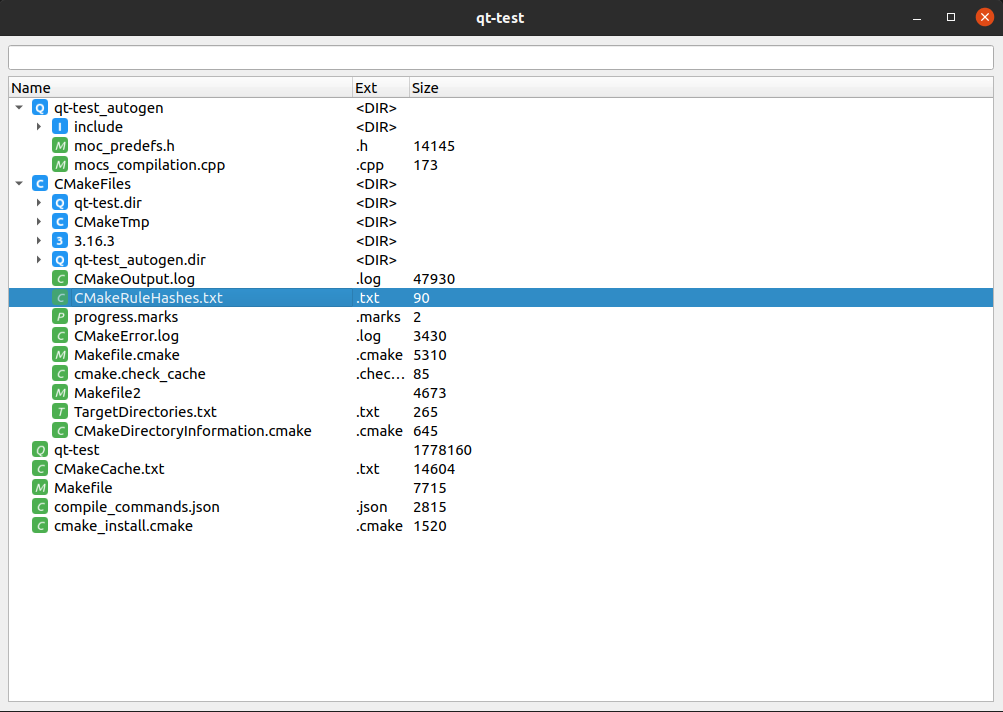 qt-test
Name Ext Size
Q qt-test_autogen <DIR>
I include <DIR>
M moc_predefs.h .h 14145
M mocs_compilation.cpp .cpp 173
C CMakeFiles <DIR>
Q qt-test.dir <DIR>
C CMakeTmp <DIR>
3 3.16.3 <DIR>
Q qt-test_autogen.dir <DIR>
C CMakeOutput.log .log 47930
C CMakeRuleHashes.txt .txt 90
P progress.marks .marks 2
C CMakeError.log .log 3430
M Makefile.cmake .cmake 5310
C cmake.check_cache .chec... 85
M Makefile2 4673
T TargetDirectories.txt .txt 265
C CMakeDirectoryInformation.cmake .cmake 645
Q qt-test 1778160
C CMakeCache.txt .txt 14604
M Makefile 7715
C compile_commands.json .json 2815
C cmake_install.cmake .cmake 1520